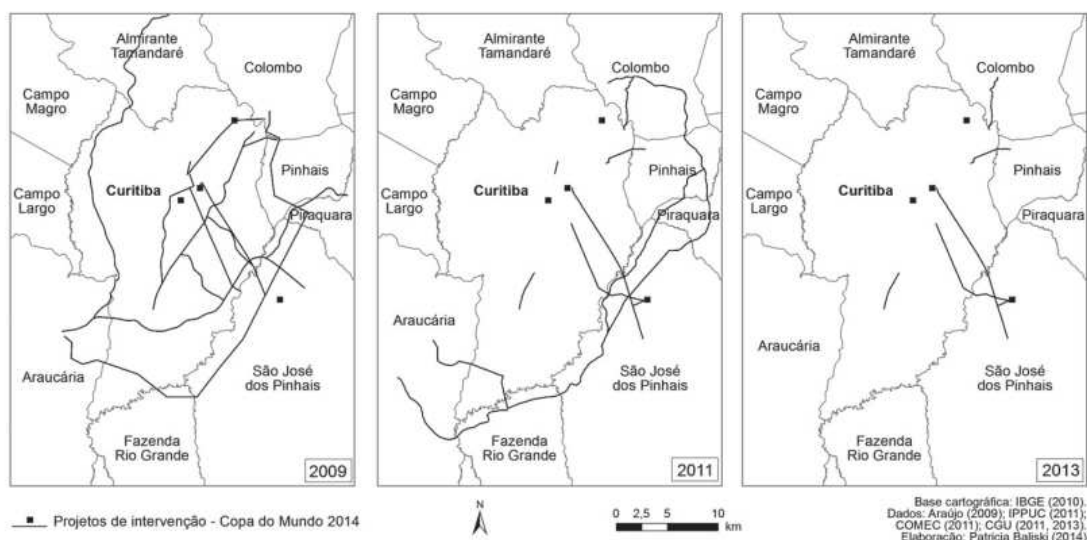 Almirante
Tamandaré
Colombo
Campo
Magro
Campo
Largo
Curitiba
Pinhais
Piraquara
Araucária
São José
dos Pinhais
Fazenda
Rio Grande
2009
Almirante
Tamandaré
Colombo
Campo
Magro
Campo
Largo
Curitiba
Pinhais
Piraquara
Araucária
São José
dos Pinhais
Fazenda
Rio Grande
2011
Almirante
Tamandaré
Colombo
Campo
Magro
Campo
Largo
Curitiba
Pinhais
Piraquara
Araucária
São José
dos Pinhais
Fazenda
Rio Grande
2013
Projetos de intervenção - Copa do Mundo 2014
N
0 2,5 5 10
km
Base cartográfica: IBGE (2010).
Dados: Araújo (2009); IPPUC (2011);
COMEC (2011); CGU (2011, 2013).
Elaboração: Patricia Baliski (2014)